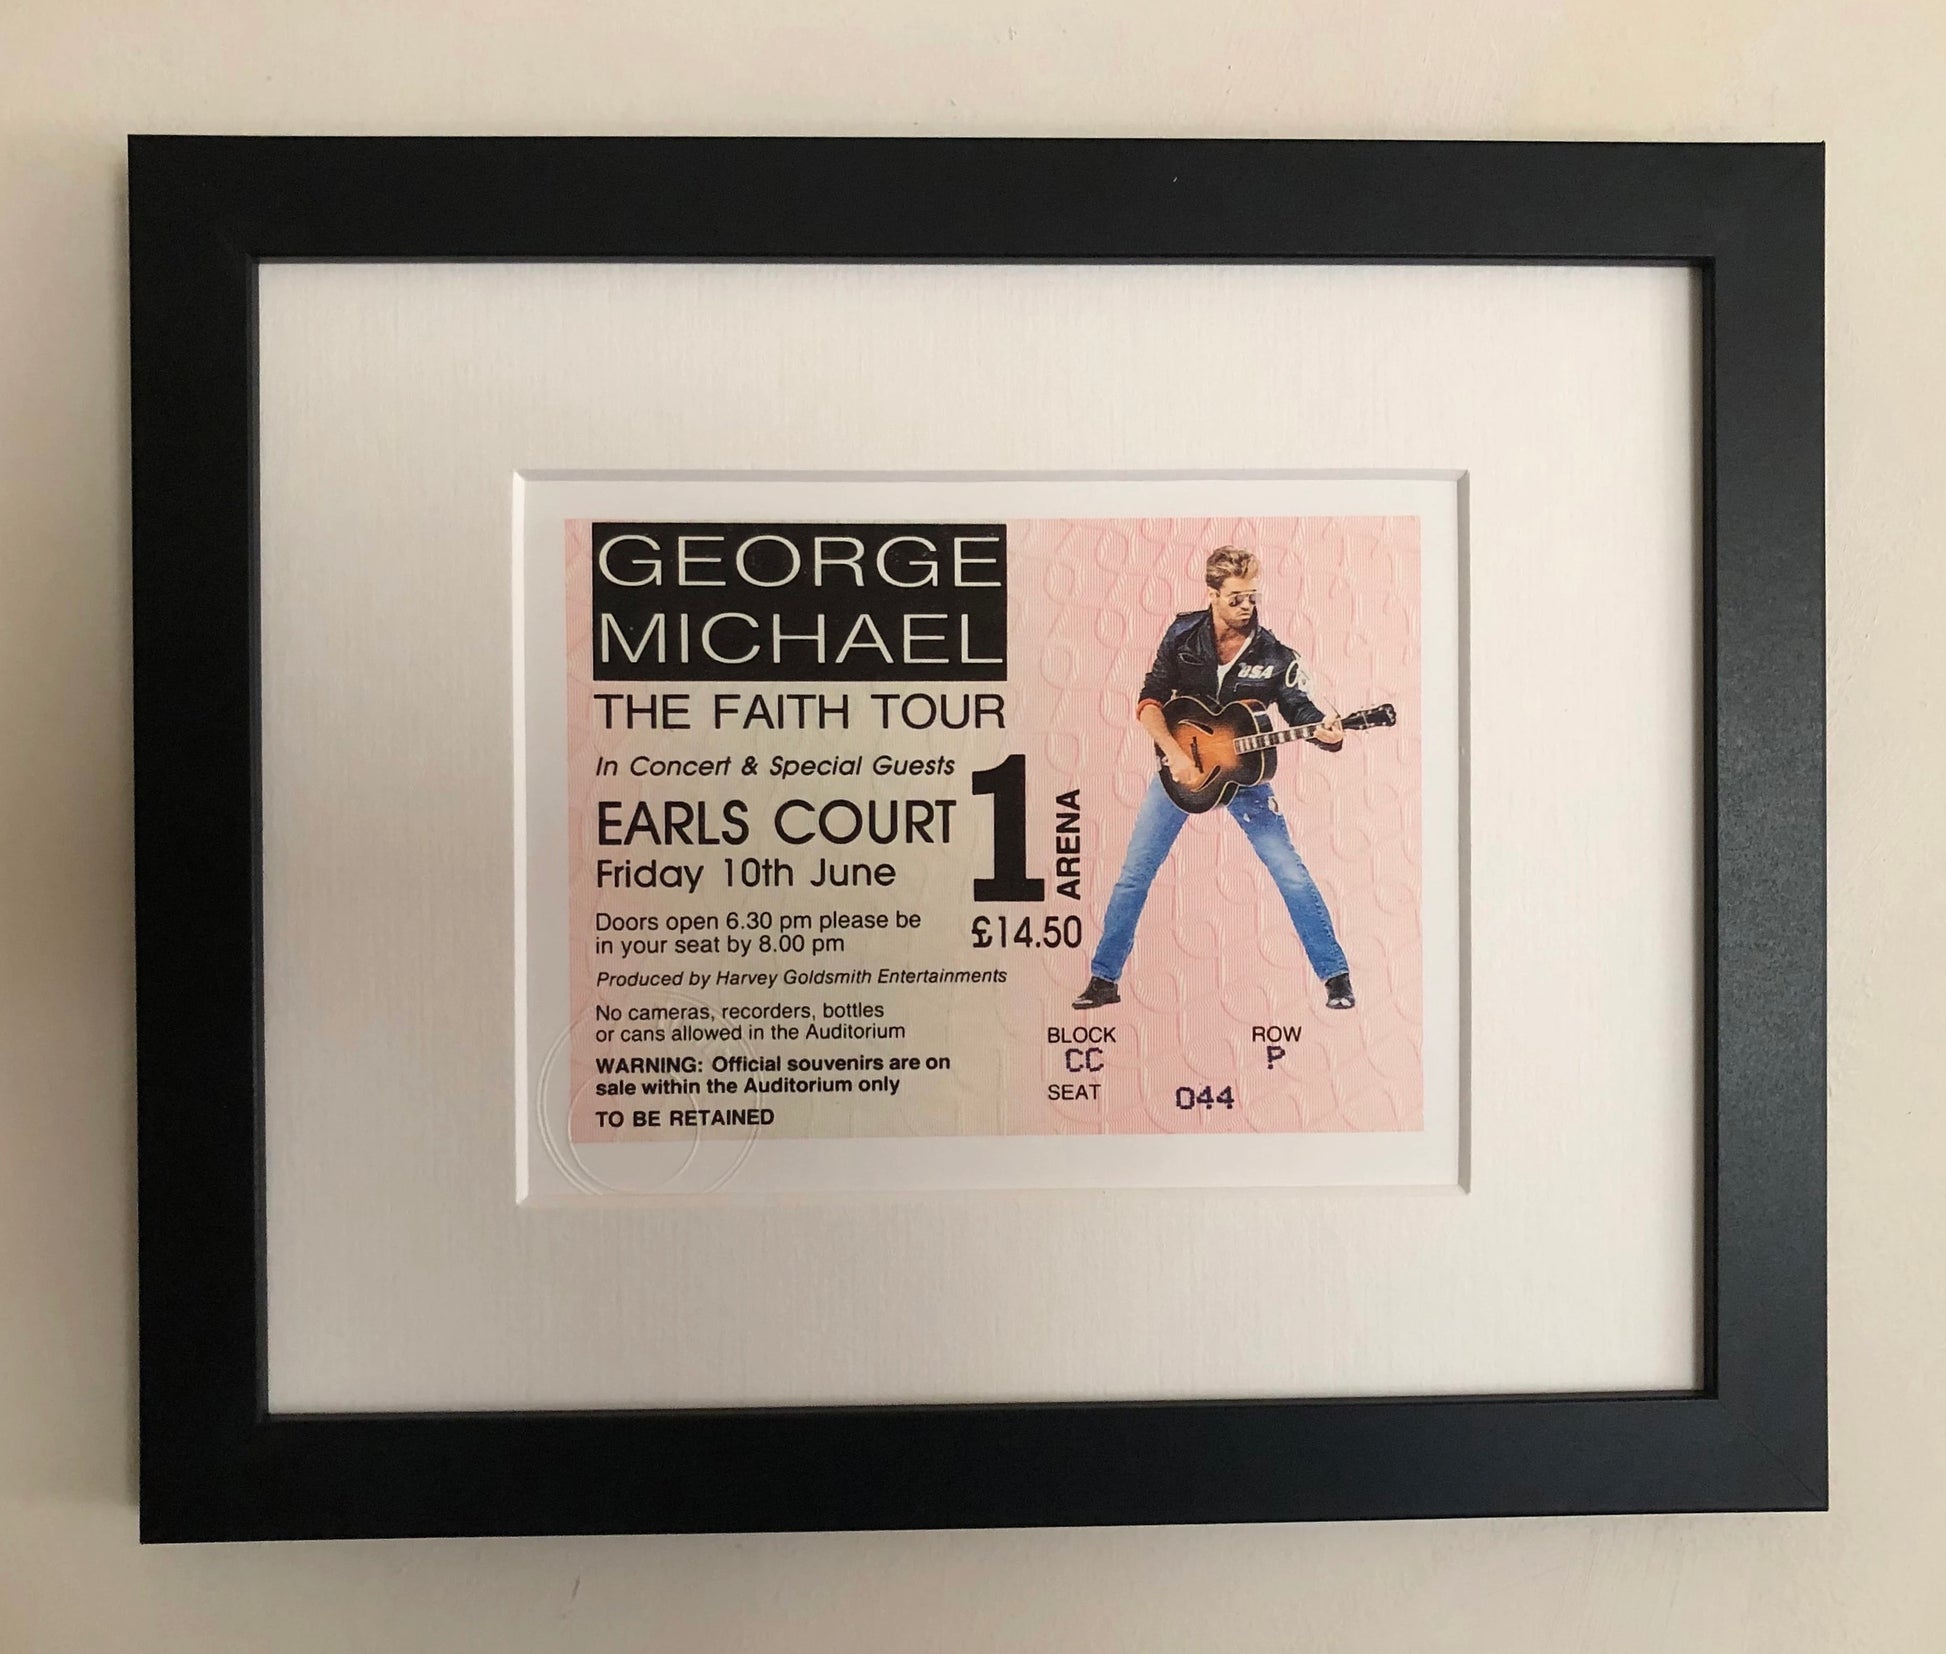 GEORGE
MICHAEL
THE FAITH TOUR
In Concert & Special Guests
EARLS COURT
Friday 10th June
1
ARENA
£14.50
Doors open 6.30 pm please be
in your seat by 8.00 pm
Produced by Harvey Goldsmith Entertainments
No cameras, recorders, bottles
or cans allowed in the Auditorium
WARNING: Official souvenirs are on
sale within the Auditorium only
TO BE RETAINED
USA
BLOCK ROW
CC P
SEAT 044